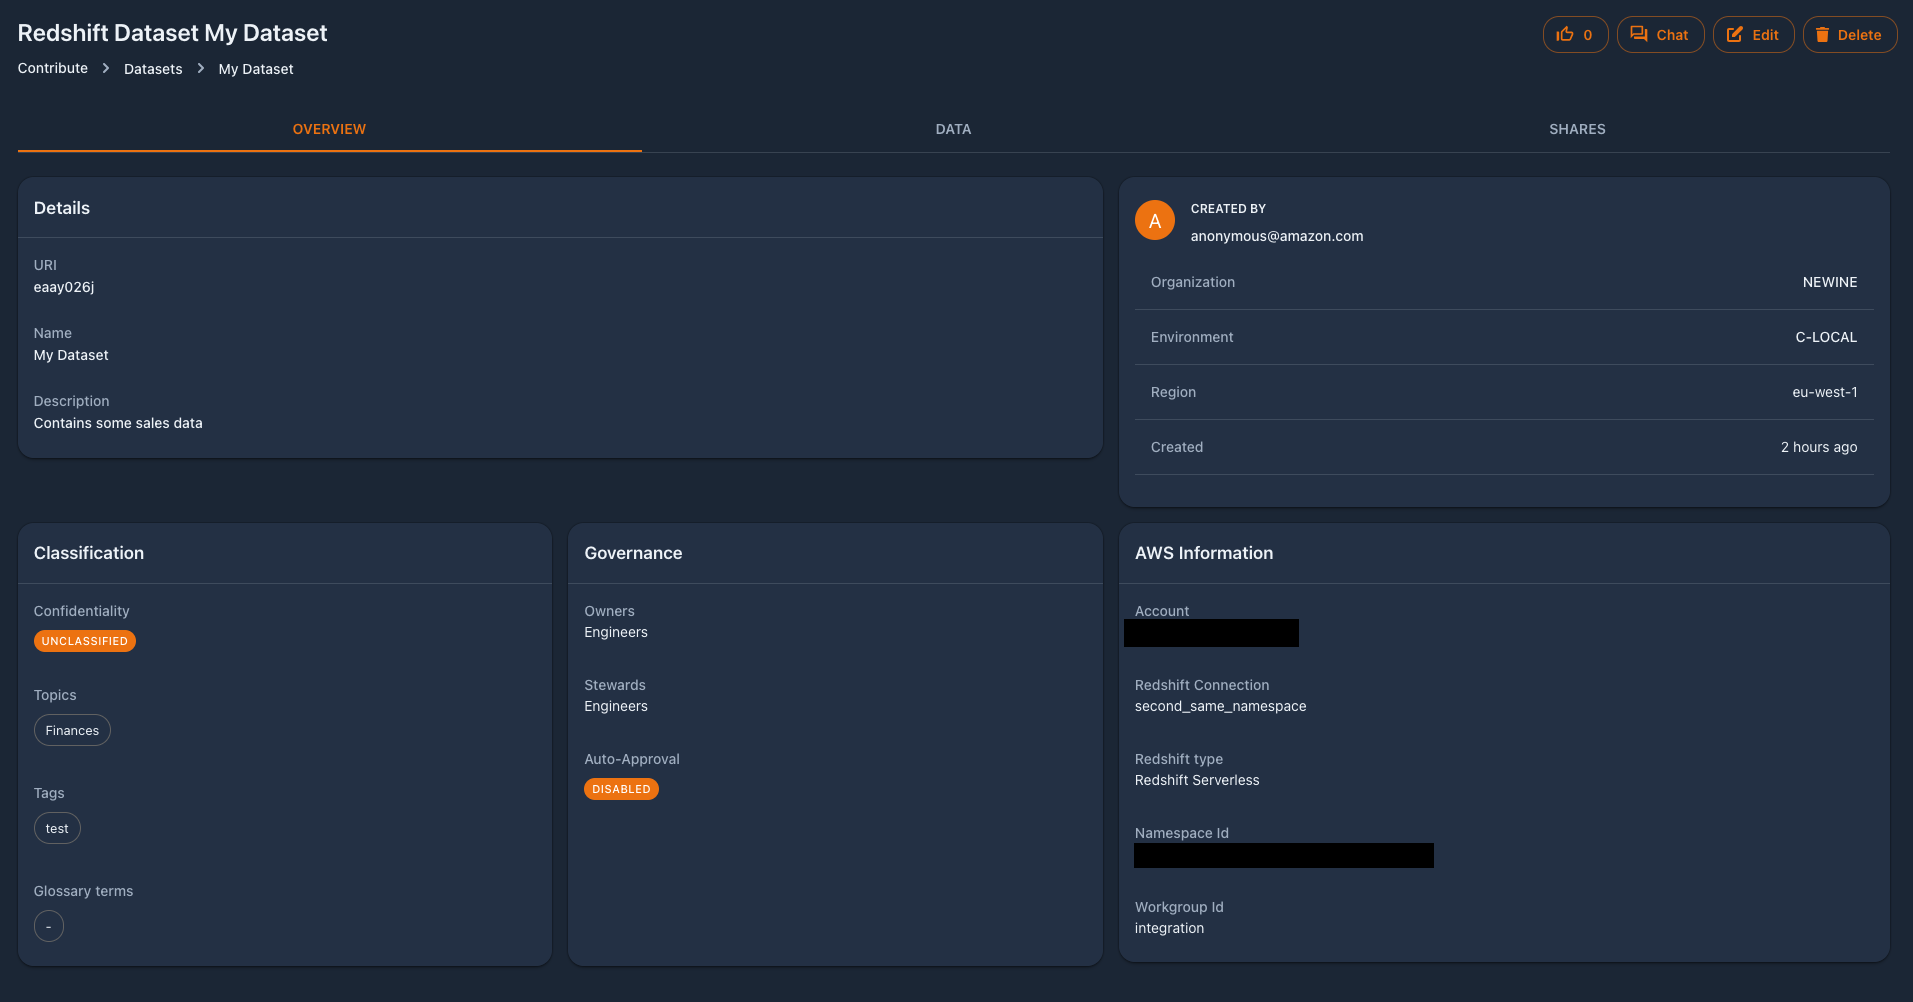 Redshift Dataset My Dataset
0
Chat
Edit
Delete
Contribute > Datasets > My Dataset
OVERVIEW
DATA
SHARES
Details
URI
eaay026j
Name
My Dataset
Description
Contains some sales data
A
CREATED BY
anonymous@amazon.com
Organization NEWINE
Environment C-LOCAL
Region eu-west-1
Created 2 hours ago
Classification
Confidentiality
UNCLASSIFIED
Topics
Finances
Tags
test
Glossary terms
-
Governance
Owners
Engineers
Stewards
Engineers
Auto-Approval
DISABLED
AWS Information
Account
Redshift Connection
second_same_namespace
Redshift type
Redshift Serverless
Namespace Id
Workgroup Id
integration